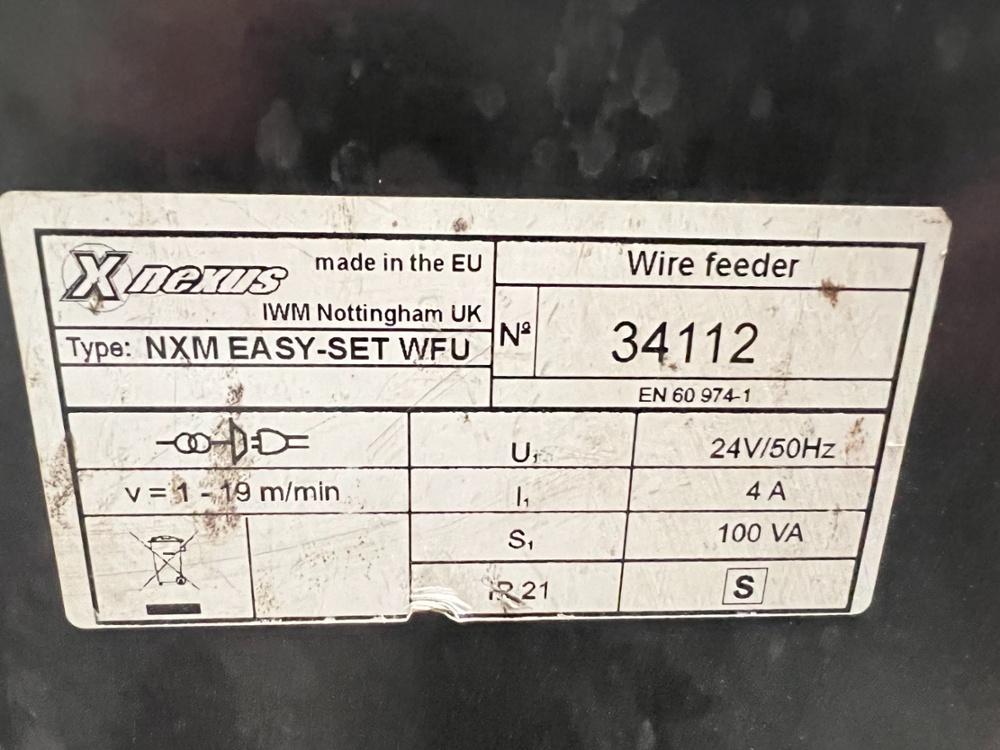 X nexus made in the EU
IWM Nottingham UK
Type: NXM EASY-SET WFU
Wire feeder
Nº 34112
EN 60 974-1
U₁ 24V/50Hz
v = 1 - 19 m/min I₁ 4 A
S₁ 100 VA
21 S